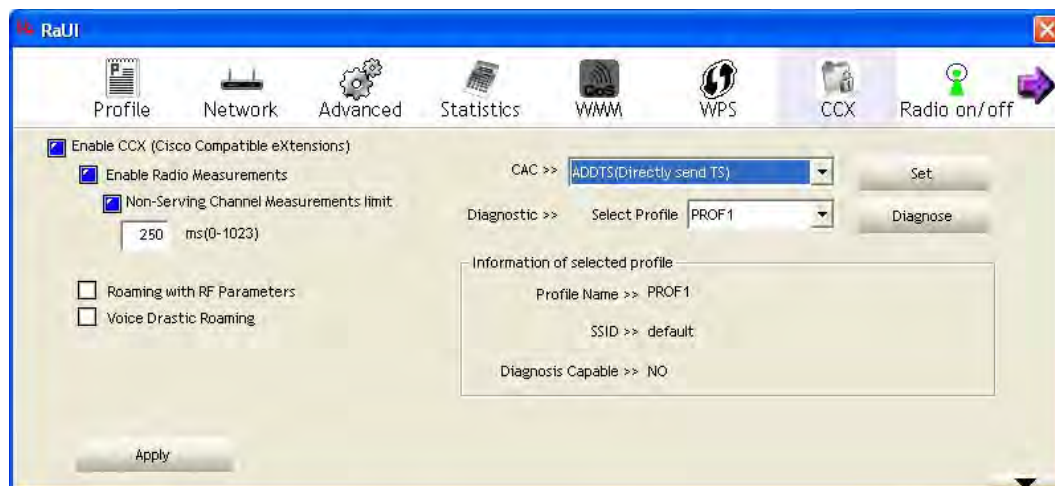 RaUI
Profile Network Advanced Statistics WMM WPS CCX Radio on/off
Enable CCX (Cisco Compatible eXtensions)
Enable Radio Measurements
Non-Serving Channel Measurements limit
250 ms(0-1023)
Roaming with RF Parameters
Voice Drastic Roaming
Apply
CAC >> ADDTS(Directly send TS) Set
Diagnostic >> Select Profile PROF1 Diagnose
Information of selected profile
Profile Name >> PROF1
SSID >> default
Diagnosis Capable >> NO